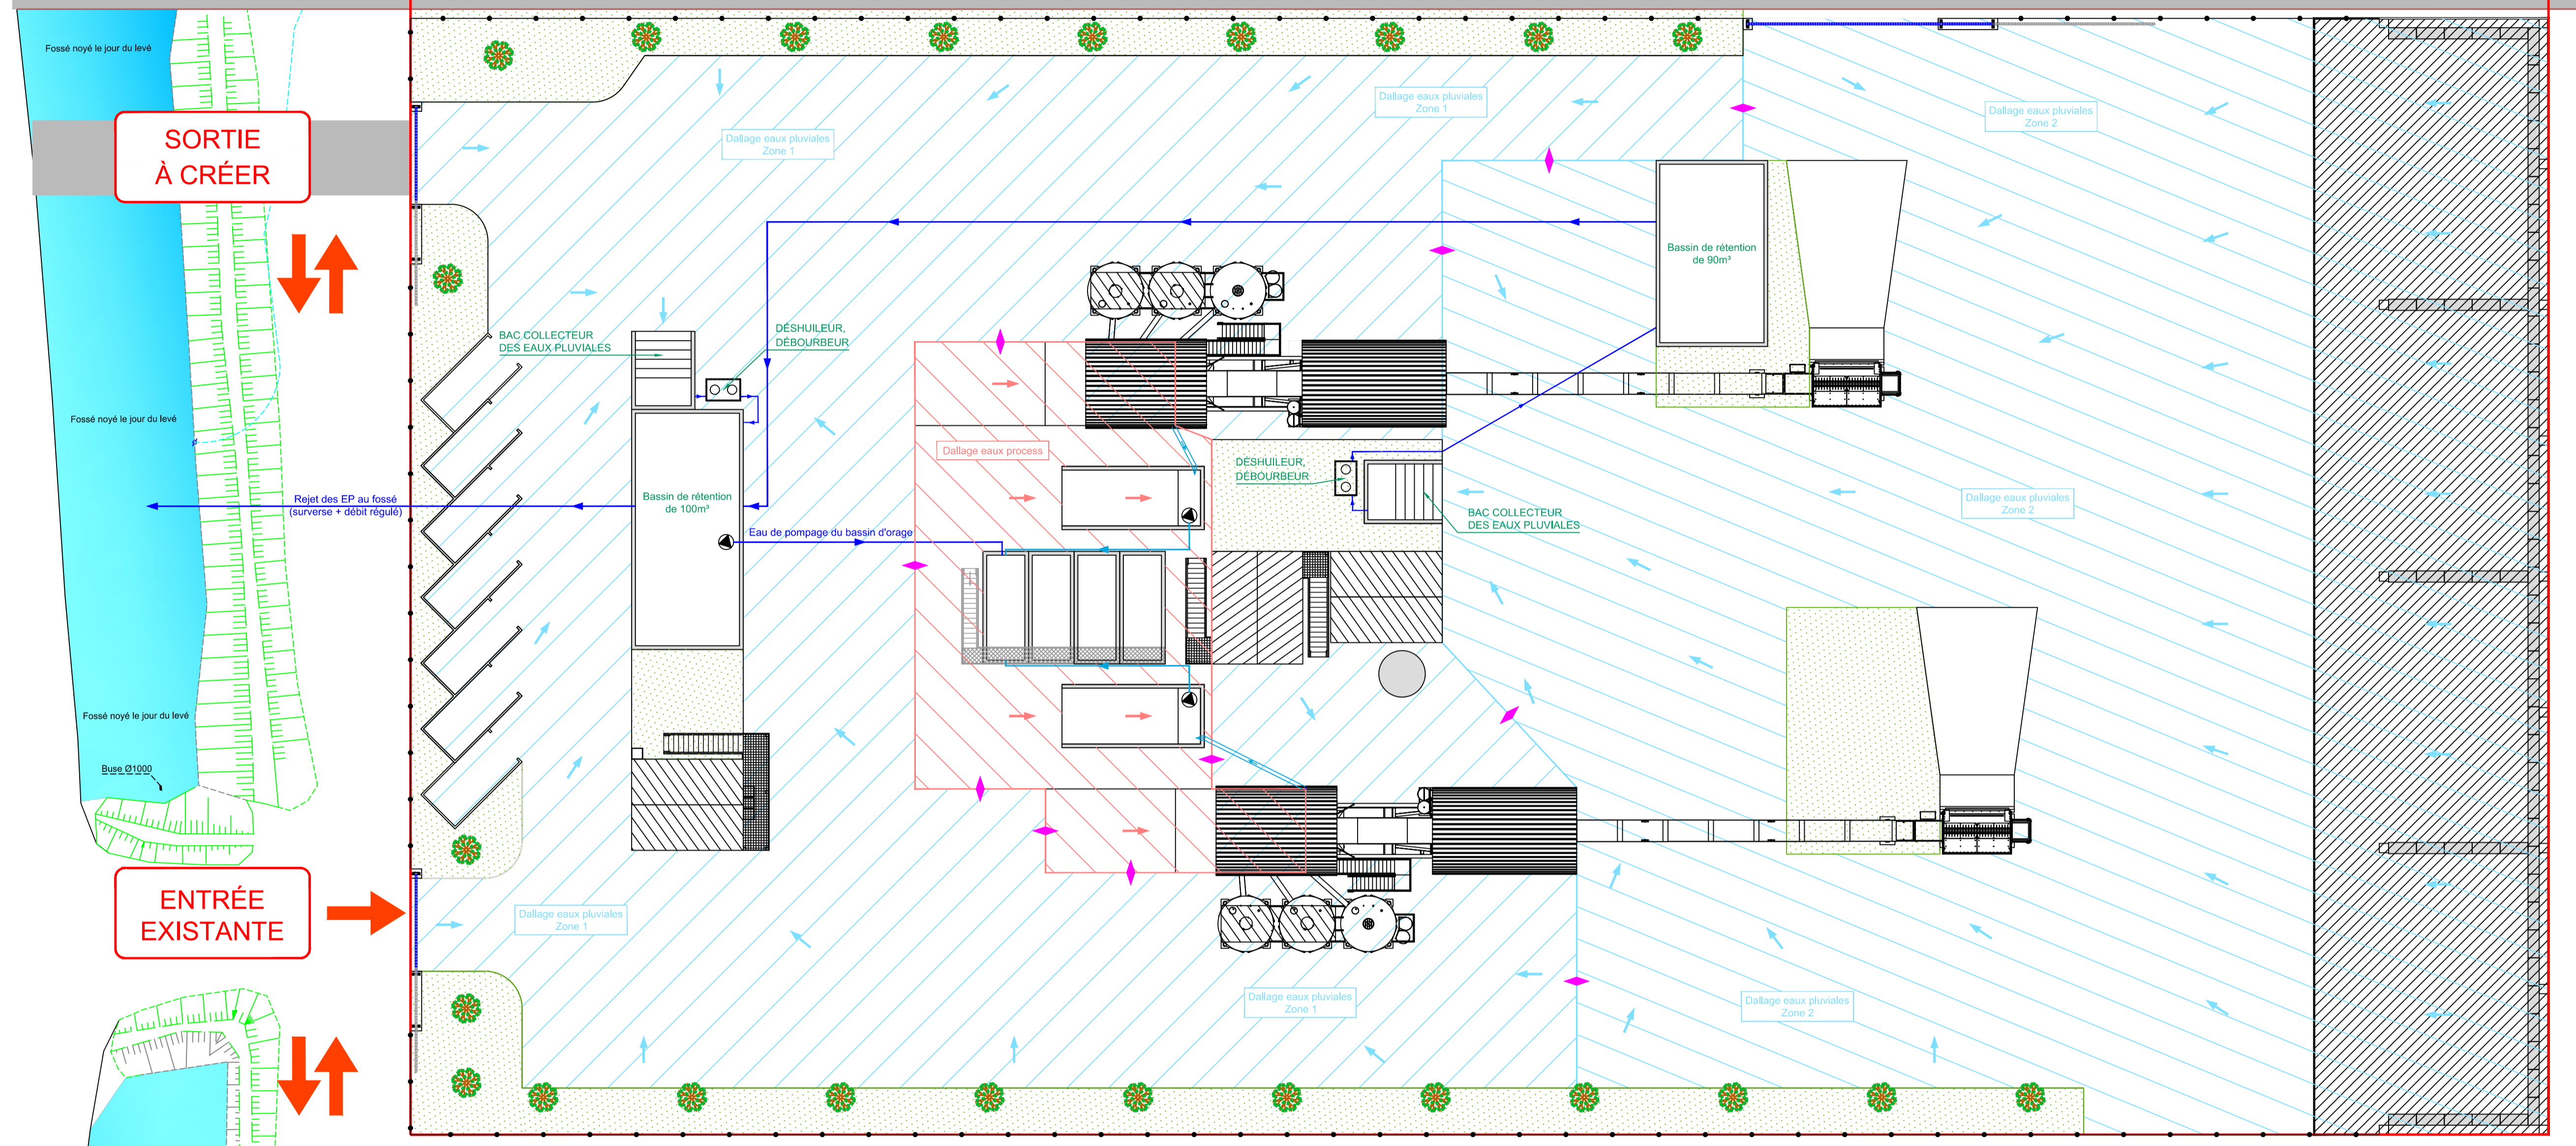 Fossé noyé le jour du levé
SORTIE
À CRÉER
Dallage eaux pluviales
Zone 1
Dallage eaux pluviales
Zone 1
Dallage eaux pluviales
Zone 2
Bassin de rétention
de 90m³
BAC COLLECTEUR
DES EAUX PLUVIALES
DÉSHUILEUR,
DÉBOURBEUR
Fossé noyé le jour du levé
Dallage eaux process
DÉSHUILEUR,
DÉBOURBEUR
Rejet des EP au fossé
(surverse + débit régulé)
Bassin de rétention
de 100m³
Eau de pompage du bassin d'orage
BAC COLLECTEUR
DES EAUX PLUVIALES
Dallage eaux pluviales
Zone 2
Fossé noyé le jour du levé
Buse Ø1000
ENTRÉE
EXISTANTE
Dallage eaux pluviales
Zone 1
Dallage eaux pluviales
Zone 1
Dallage eaux pluviales
Zone 2